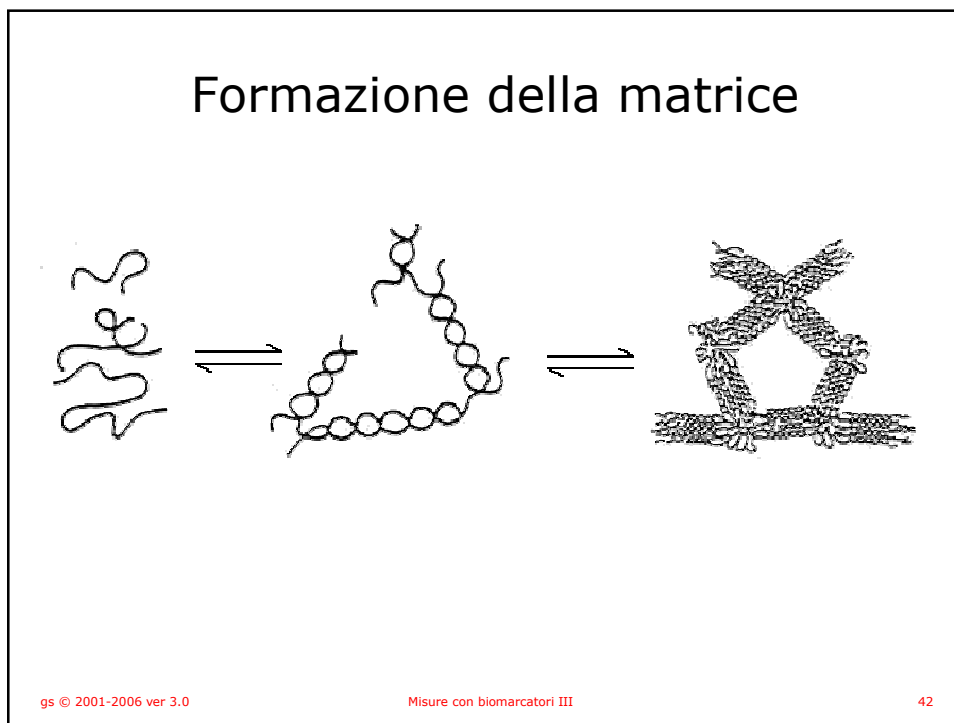 Formazione della matrice
gs © 2001-2006 ver 3.0 Misure con biomarcatori III 42